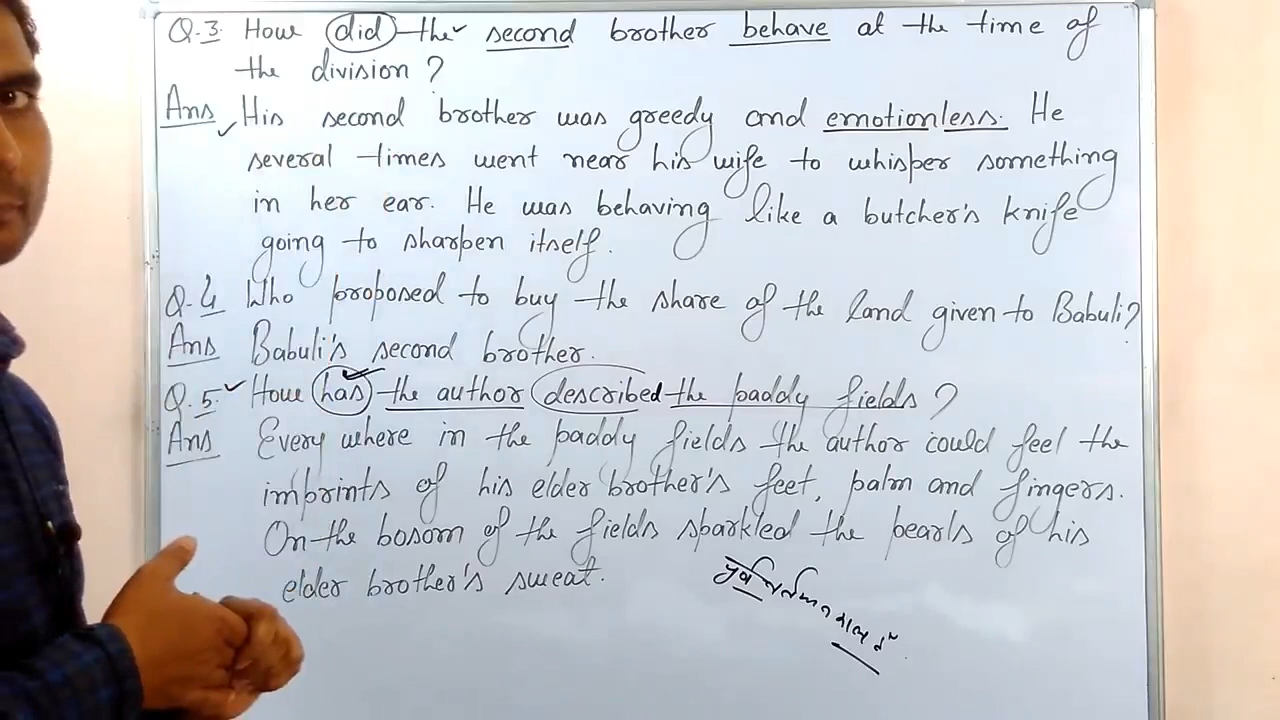 Q.3. How did the second brother behave at the time of
the division?
Ans His second brother was greedy and emotionless. He
several times went near his wife to whisper something
in her ear. He was behaving like a butcher's knife
going to sharpen itself.
Q.4 Who proposed to buy the share of the land given to Babuli?
Ans Babuli's second brother.
Q.5. How has the author described the paddy fields?
Ans Every where in the paddy fields the author could feel the
imprints of his elder brother's feet, palm and fingers.
On the bosom of the fields sparkled the pearls of his
elder brother's sweat.